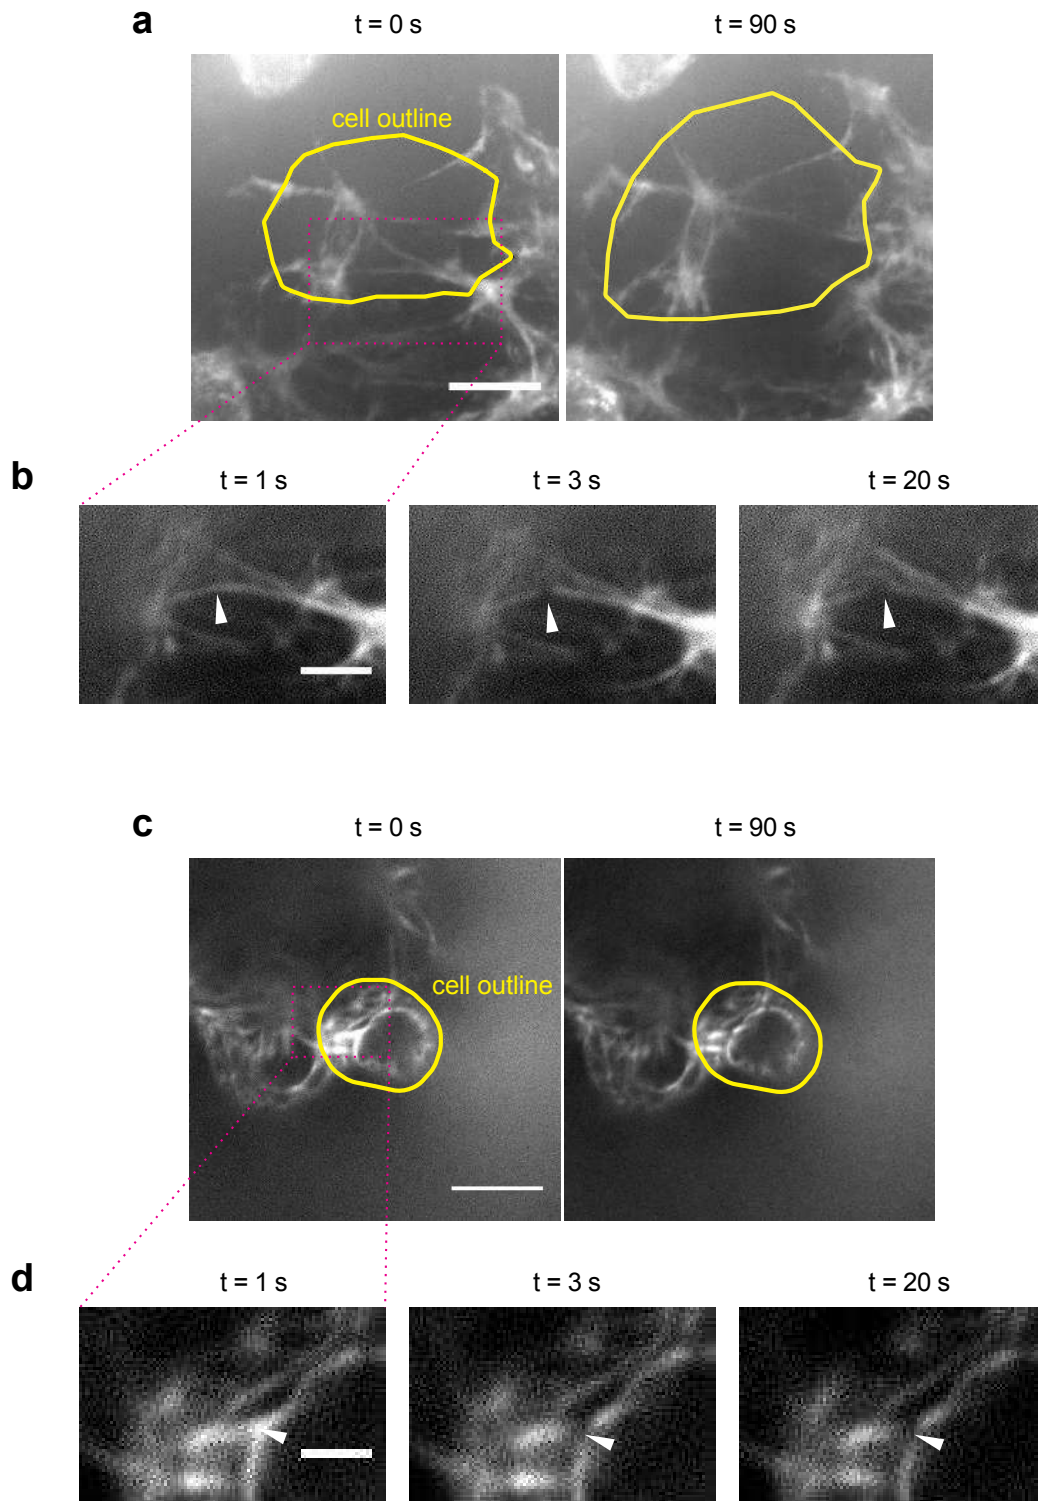 a
t = 0 s
t = 90 s
cell outline
b
t = 1 s
t = 3 s
t = 20 s
c
t = 0 s
t = 90 s
cell outline
d
t = 1 s
t = 3 s
t = 20 s